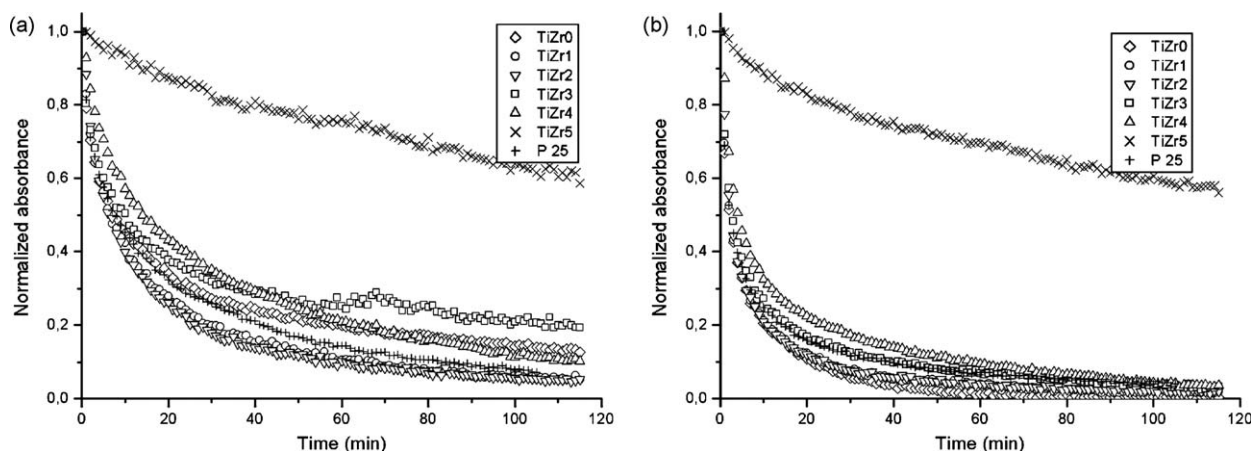 (a)
Normalized absorbance
1,0
0,8
0,6
0,4
0,2
0,0
0
20
40
60
80
100
120
Time (min)
TiZr0
TiZr1
TiZr2
TiZr3
TiZr4
TiZr5
P 25
(b)
Normalized absorbance
1,0
0,8
0,6
0,4
0,2
0,0
0
20
40
60
80
100
120
Time (min)
TiZr0
TiZr1
TiZr2
TiZr3
TiZr4
TiZr5
P 25